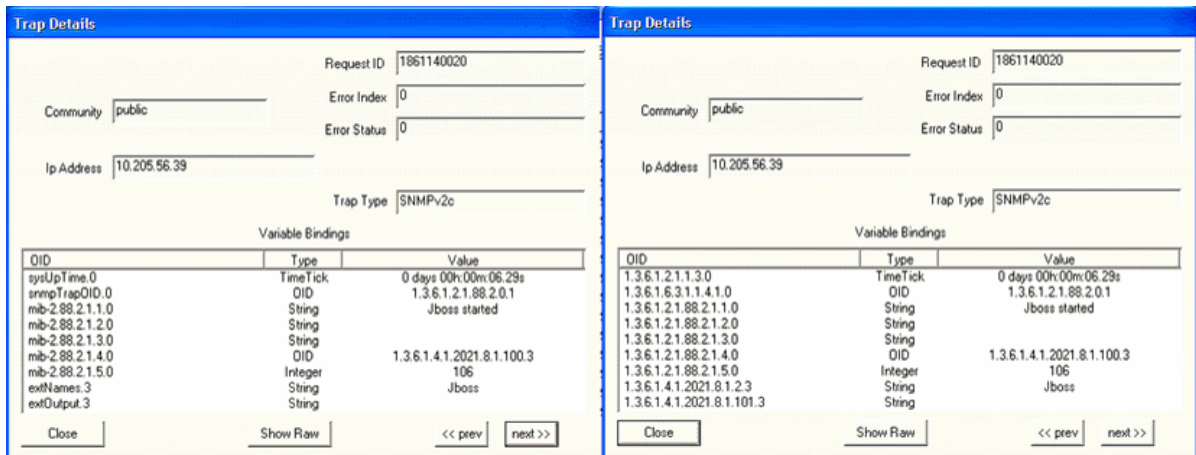 Trap Details
Request ID 1861140020
Error Index 0
Community public
Error Status 0
Ip Address 10.205.56.39
Trap Type SNMPv2c
Variable Bindings
OID Type Value
sysUpTime.0 TimeTick 0 days 00h:00m:06.29s
snmpTrapOID.0 OID 1.3.6.1.2.1.88.2.0.1
mib-2.88.2.1.1.0 String Jboss started
mib-2.88.2.1.2.0 String
mib-2.88.2.1.3.0 String
mib-2.88.2.1.4.0 OID 1.3.6.1.4.1.2021.8.1.100.3
mib-2.88.2.1.5.0 Integer 106
extNames.3 String Jboss
extOutput.3 String
Close Show Raw << prev next >>
Trap Details
Request ID 1861140020
Error Index 0
Community public
Error Status 0
Ip Address 10.205.56.39
Trap Type SNMPv2c
Variable Bindings
OID Type Value
1.3.6.1.2.1.1.3.0 TimeTick 0 days 00h:00m:06.29s
1.3.6.1.6.3.1.1.4.1.0 OID 1.3.6.1.2.1.88.2.0.1
1.3.6.1.2.1.88.2.1.1.0 String Jboss started
1.3.6.1.2.1.88.2.1.2.0 String
1.3.6.1.2.1.88.2.1.3.0 String
1.3.6.1.2.1.88.2.1.4.0 OID 1.3.6.1.4.1.2021.8.1.100.3
1.3.6.1.2.1.88.2.1.5.0 Integer 106
1.3.6.1.4.1.2021.8.1.2.3 String Jboss
1.3.6.1.4.1.2021.8.1.101.3 String
Close Show Raw << prev next >>